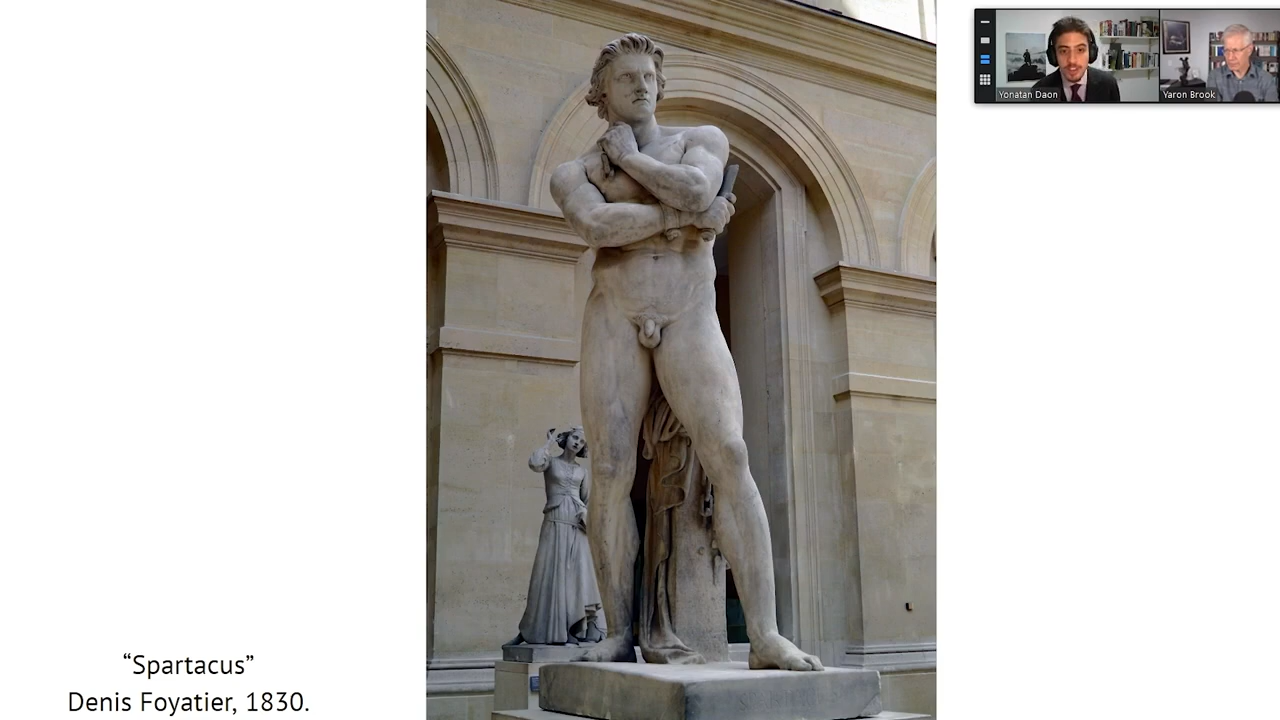 Yonatan Daon
Yaron Brook
“Spartacus”
Denis Foyatier, 1830.